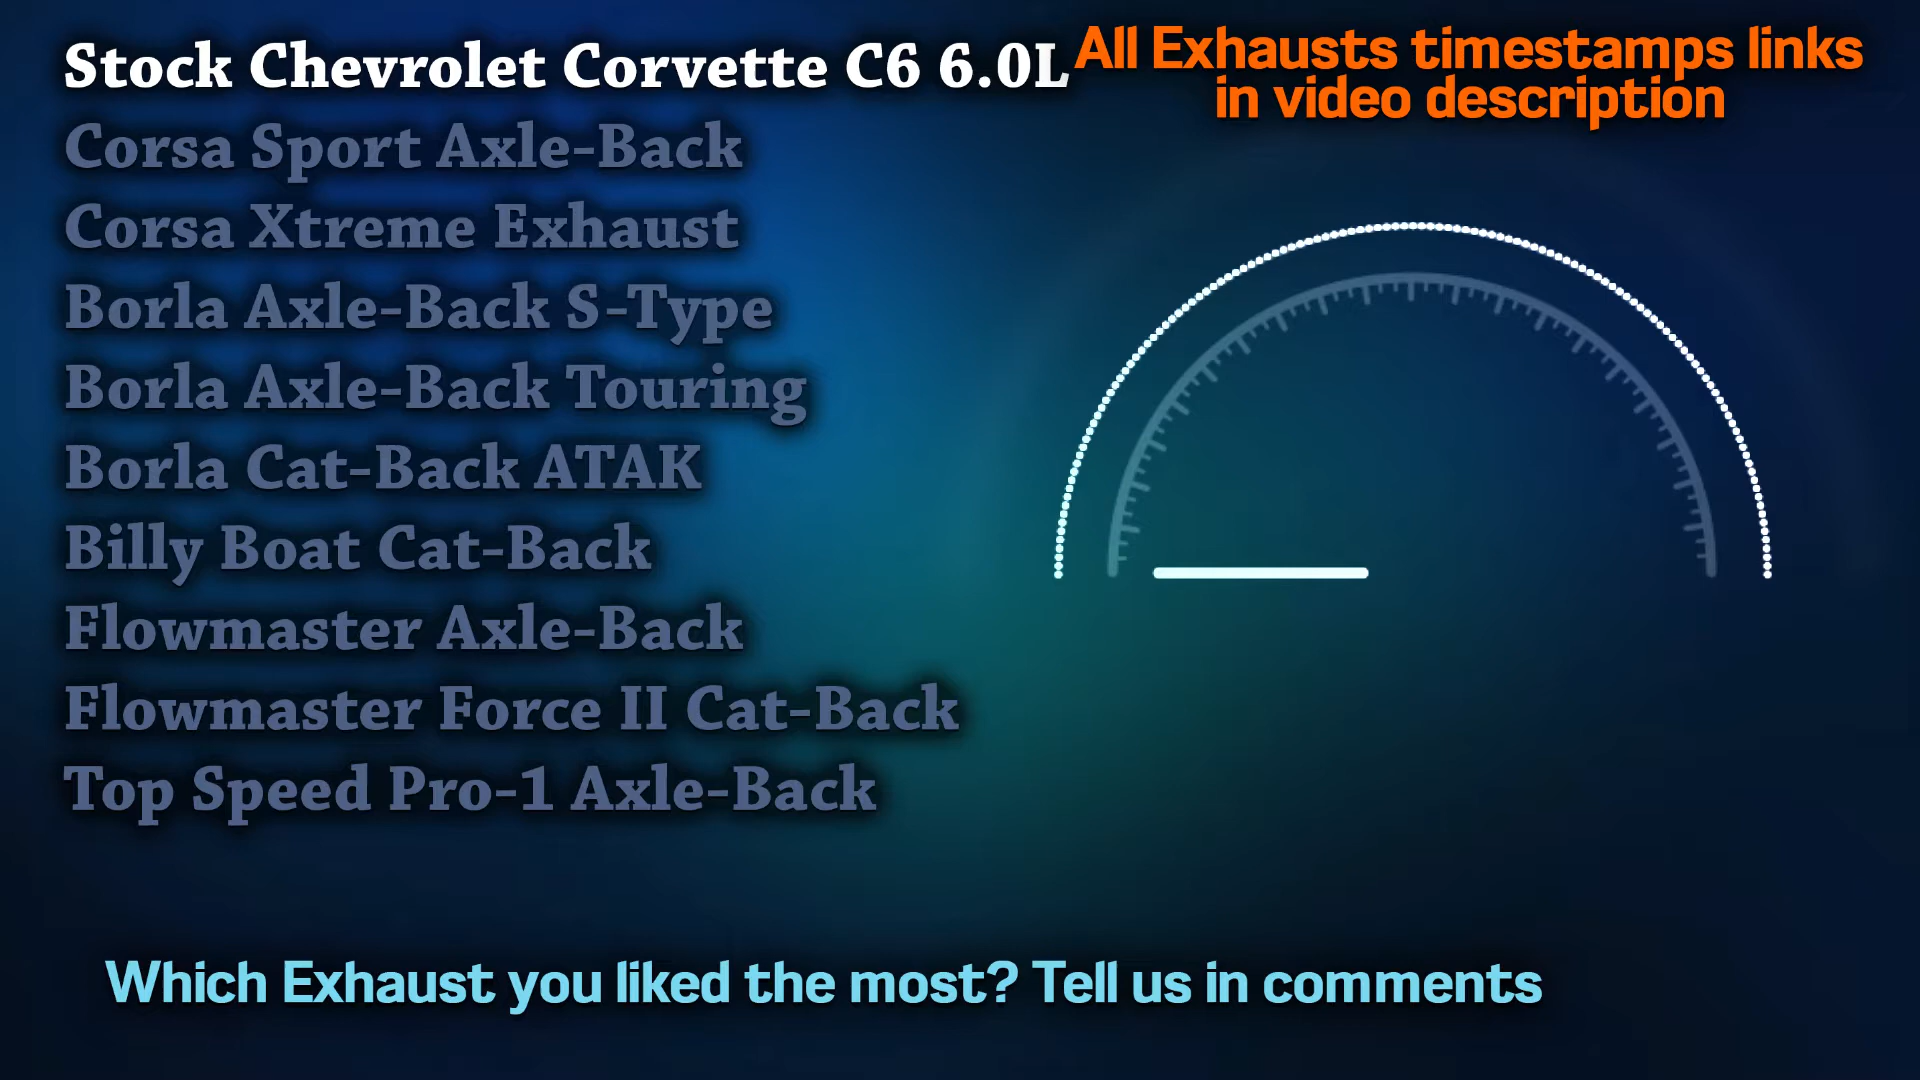 Stock Chevrolet Corvette C6 6.0L
All Exhausts timestamps links
in video description
Corsa Sport Axle-Back
Corsa Xtreme Exhaust
Borla Axle-Back S-Type
Borla Axle-Back Touring
Borla Cat-Back ATAK
Billy Boat Cat-Back
Flowmaster Axle-Back
Flowmaster Force II Cat-Back
Top Speed Pro-1 Axle-Back
Which Exhaust you liked the most? Tell us in comments